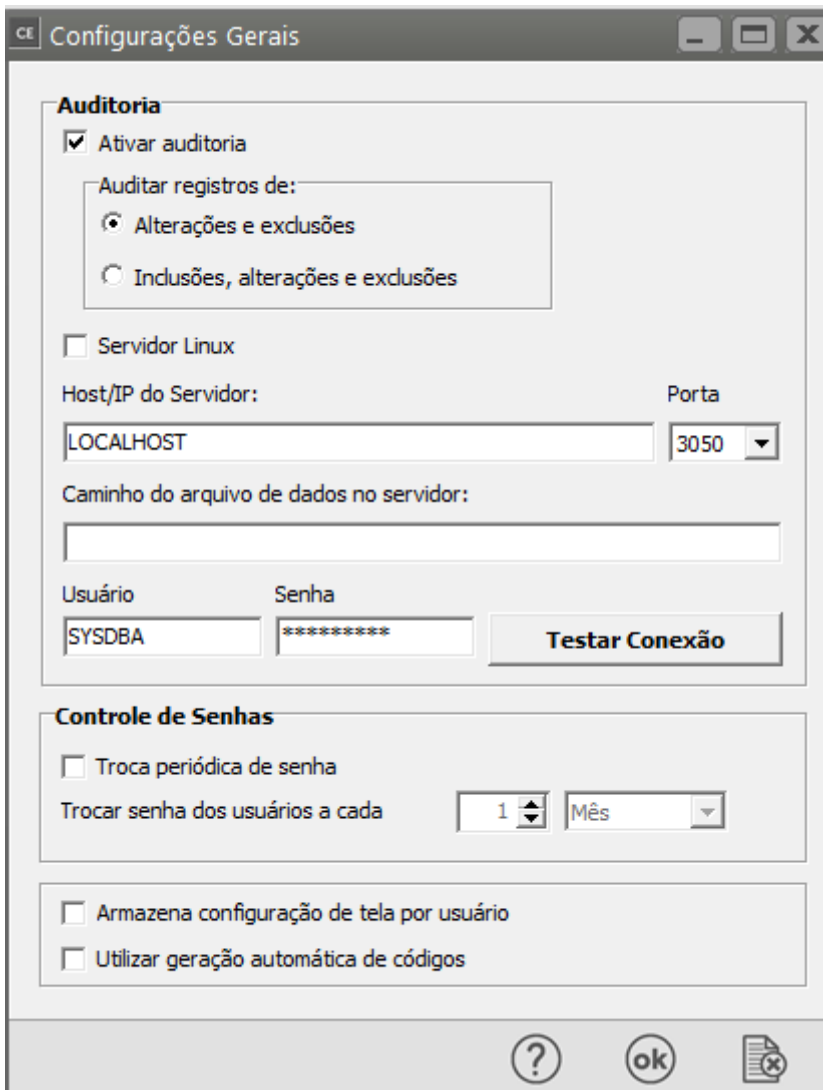 CE Configurações Gerais
Auditoria
Ativar auditoria
Auditar registros de:
Alterações e exclusões
Inclusões, alterações e exclusões
Servidor Linux
Host/IP do Servidor: Porta
LOCALHOST 3050
Caminho do arquivo de dados no servidor:
Usuário Senha
SYSDBA ********* Testar Conexão
Controle de Senhas
Troca periódica de senha
Trocar senha dos usuários a cada 1 Mês
Armazena configuração de tela por usuário
Utilizar geração automática de códigos
? ok